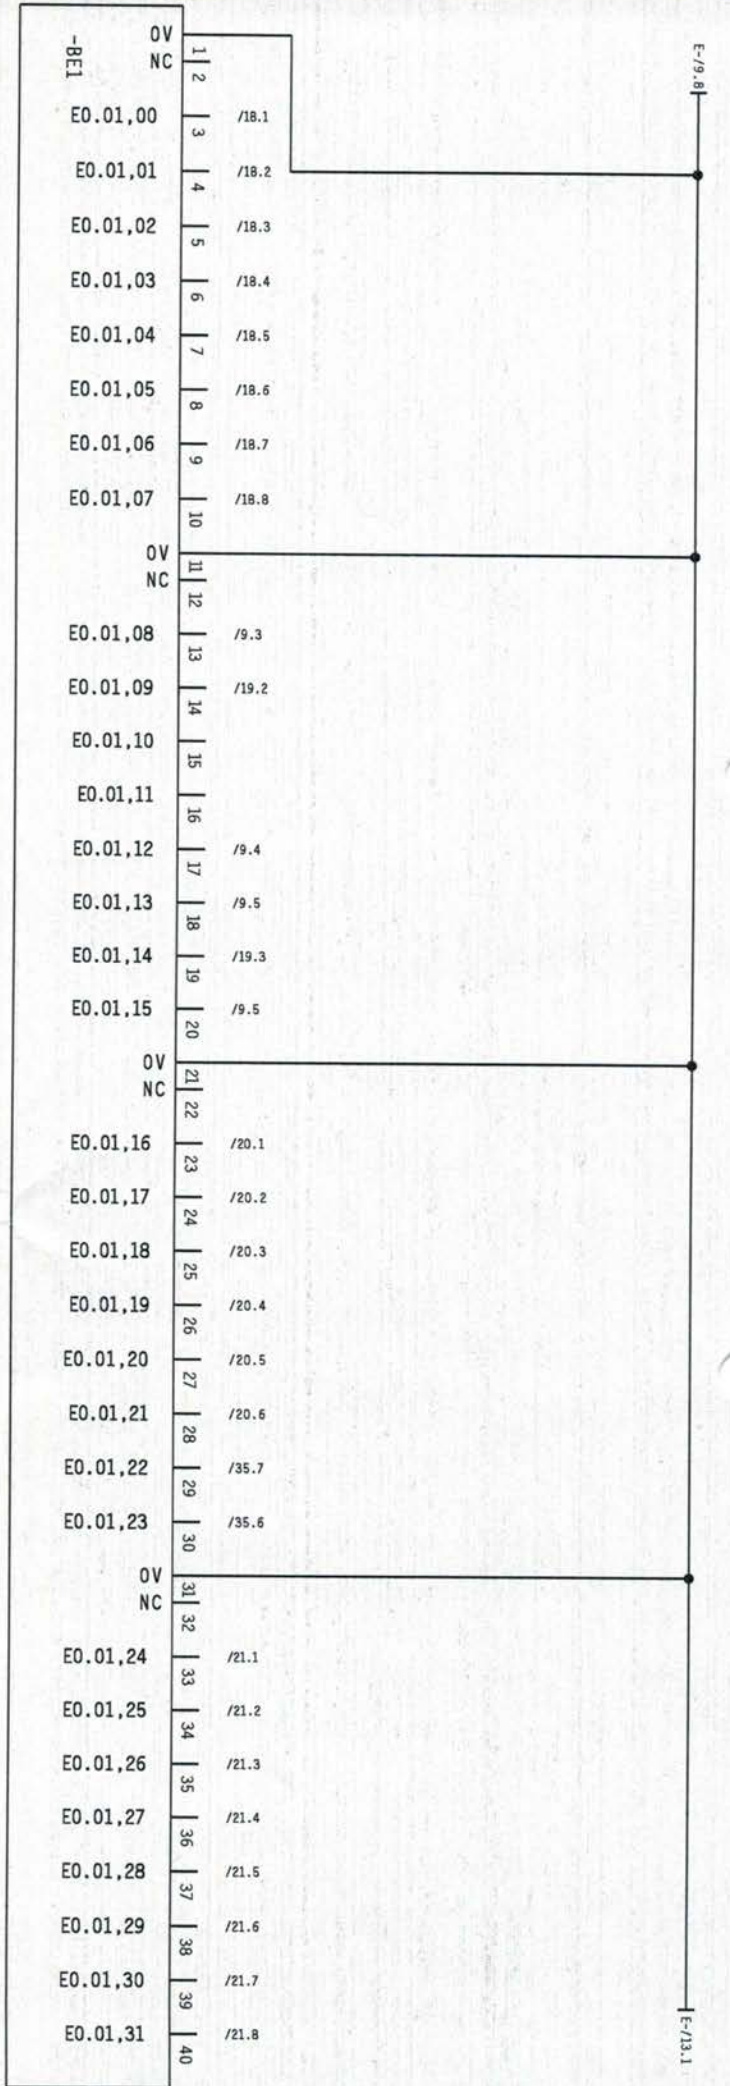 -BE1
0V 1
NC 2
E0.01,00 3 /18.1
E0.01,01 4 /18.2
E0.01,02 5 /18.3
E0.01,03 6 /18.4
E0.01,04 7 /18.5
E0.01,05 8 /18.6
E0.01,06 9 /18.7
E0.01,07 10 /18.8
0V 11
NC 12
E0.01,08 13 /9.3
E0.01,09 14 /19.2
E0.01,10 15
E0.01,11 16
E0.01,12 17 /9.4
E0.01,13 18 /9.5
E0.01,14 19 /19.3
E0.01,15 20 /9.5
0V 21
NC 22
E0.01,16 23 /20.1
E0.01,17 24 /20.2
E0.01,18 25 /20.3
E0.01,19 26 /20.4
E0.01,20 27 /20.5
E0.01,21 28 /20.6
E0.01,22 29 /35.7
E0.01,23 30 /35.6
0V 31
NC 32
E0.01,24 33 /21.1
E0.01,25 34 /21.2
E0.01,26 35 /21.3
E0.01,27 36 /21.4
E0.01,28 37 /21.5
E0.01,29 38 /21.6
E0.01,30 39 /21.7
E0.01,31 40 /21.8
E-/9.8
E-/13.1